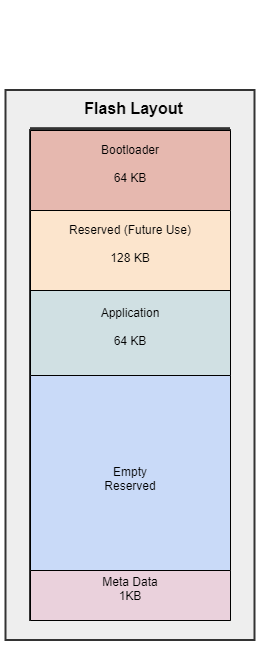 Flash Layout
Bootloader
64 KB
Reserved (Future Use)
128 KB
Application
64 KB
Empty
Reserved
Meta Data
1KB